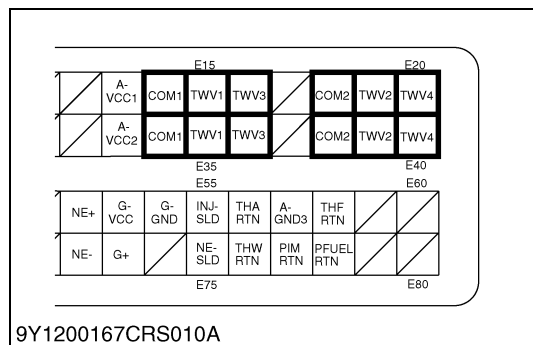 E15 E20
A-VCC1 COM1 TWV1 TWV3 COM2 TWV2 TWV4
A-VCC2 COM1 TWV1 TWV3 COM2 TWV2 TWV4
E35 E40
E55 E60
NE+ G-VCC G-GND INJ-SLD THA RTN A-GND3 THF RTN
NE- G+ NE-SLD THW RTN PIM RTN PFUEL RTN
E75 E80
9Y1200167CRS010A